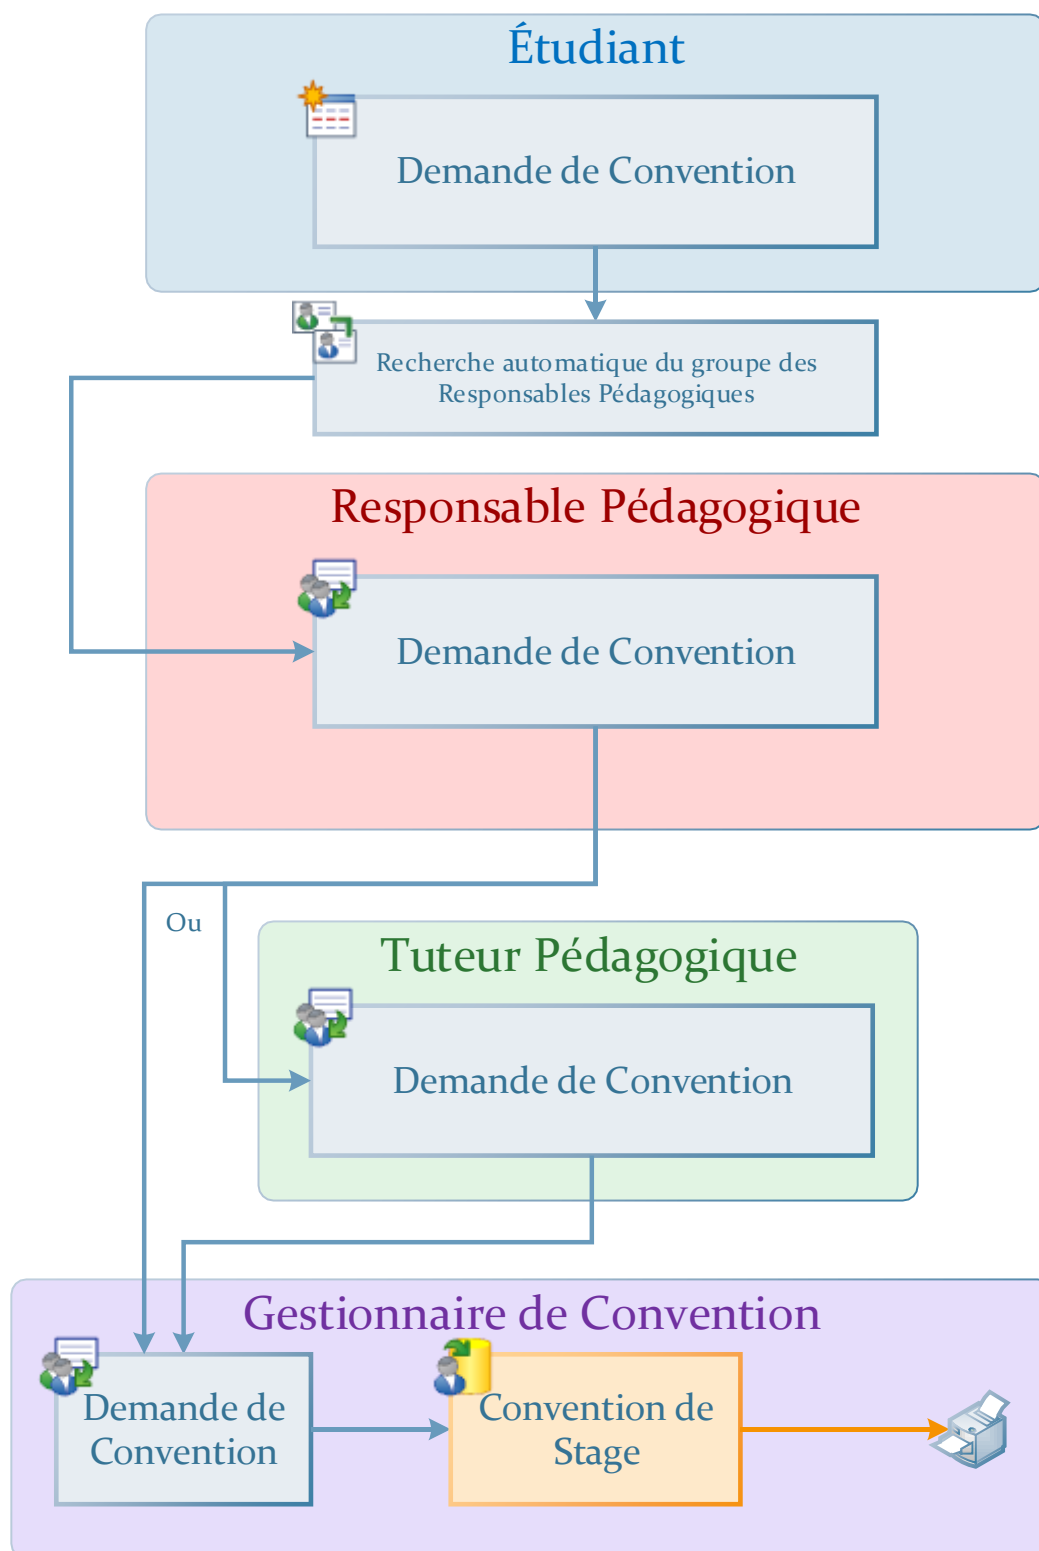 Étudiant
Demande de Convention
Recherche automatique du groupe des
Responsables Pédagogiques
Responsable Pédagogique
Demande de Convention
Ou
Tuteur Pédagogique
Demande de Convention
Gestionnaire de Convention
Demande de
Convention
Convention de
Stage